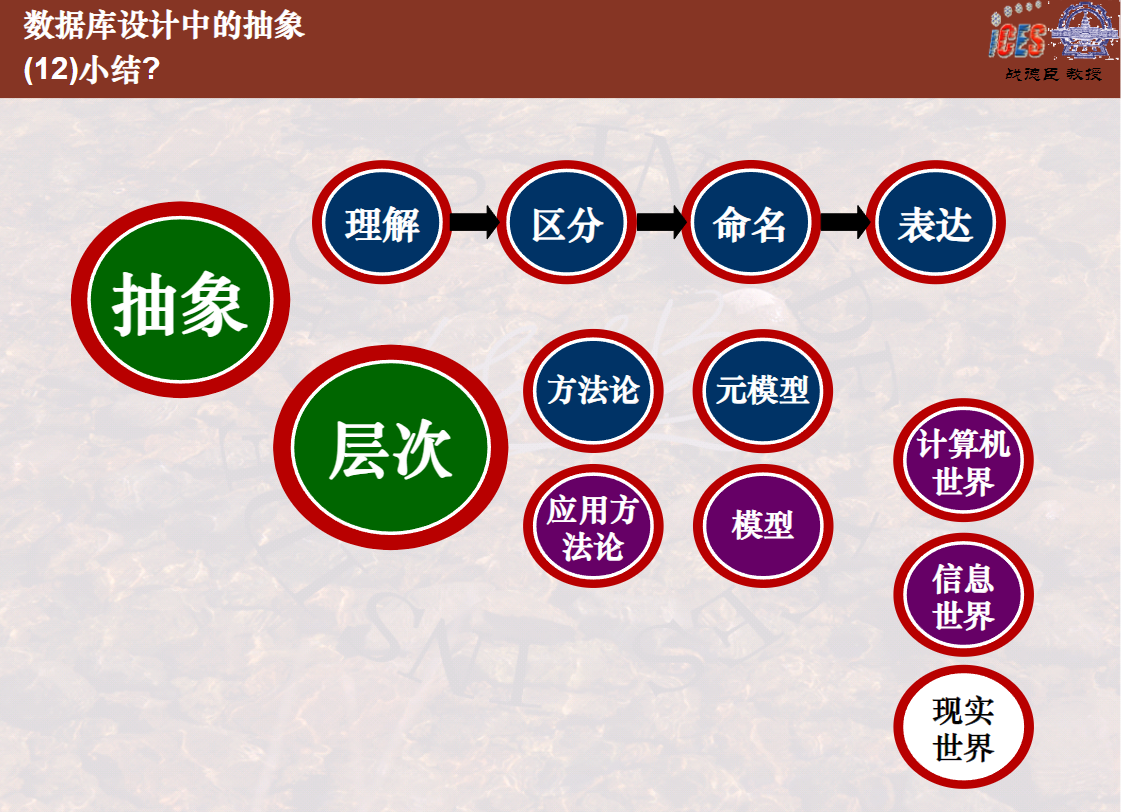 数据库设计中的抽象
(12)小结?
iCES
战德臣 教授
理解
区分
命名
表达
抽象
层次
方法论
元模型
应用方
法论
模型
计算机
世界
信息
世界
现实
世界